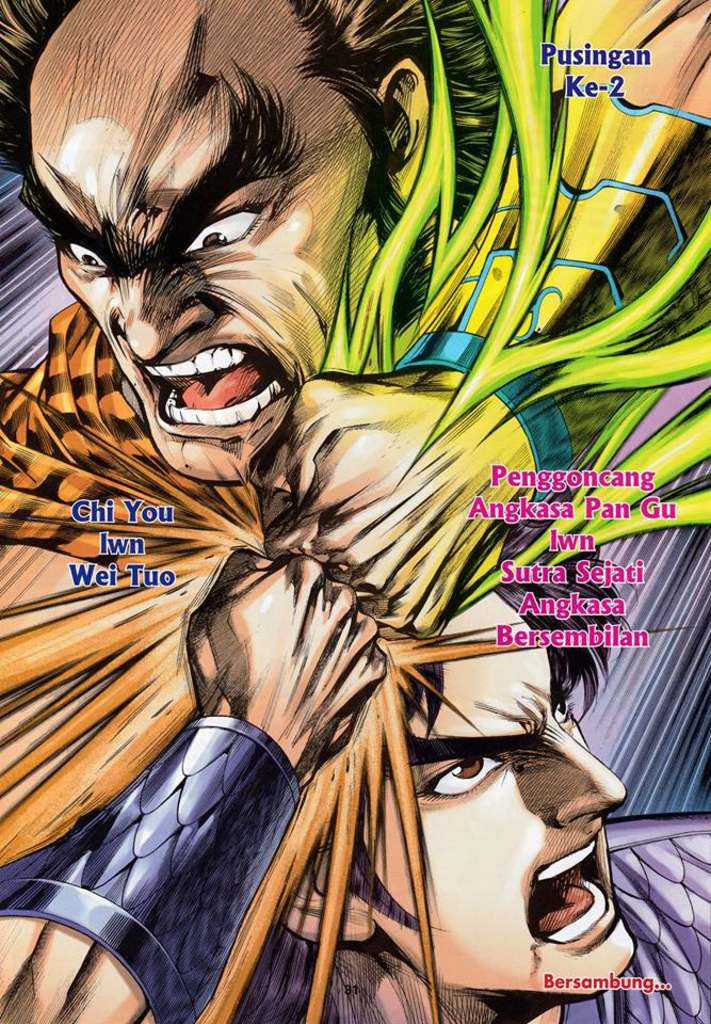 Pusingan
Ke-2
Chi You
lwn
Wei Tuo
Penggoncang
Angkasa Pan Gu
lwn
Sutra Sejati
Angkasa
Bersembilan
Bersambung...
81